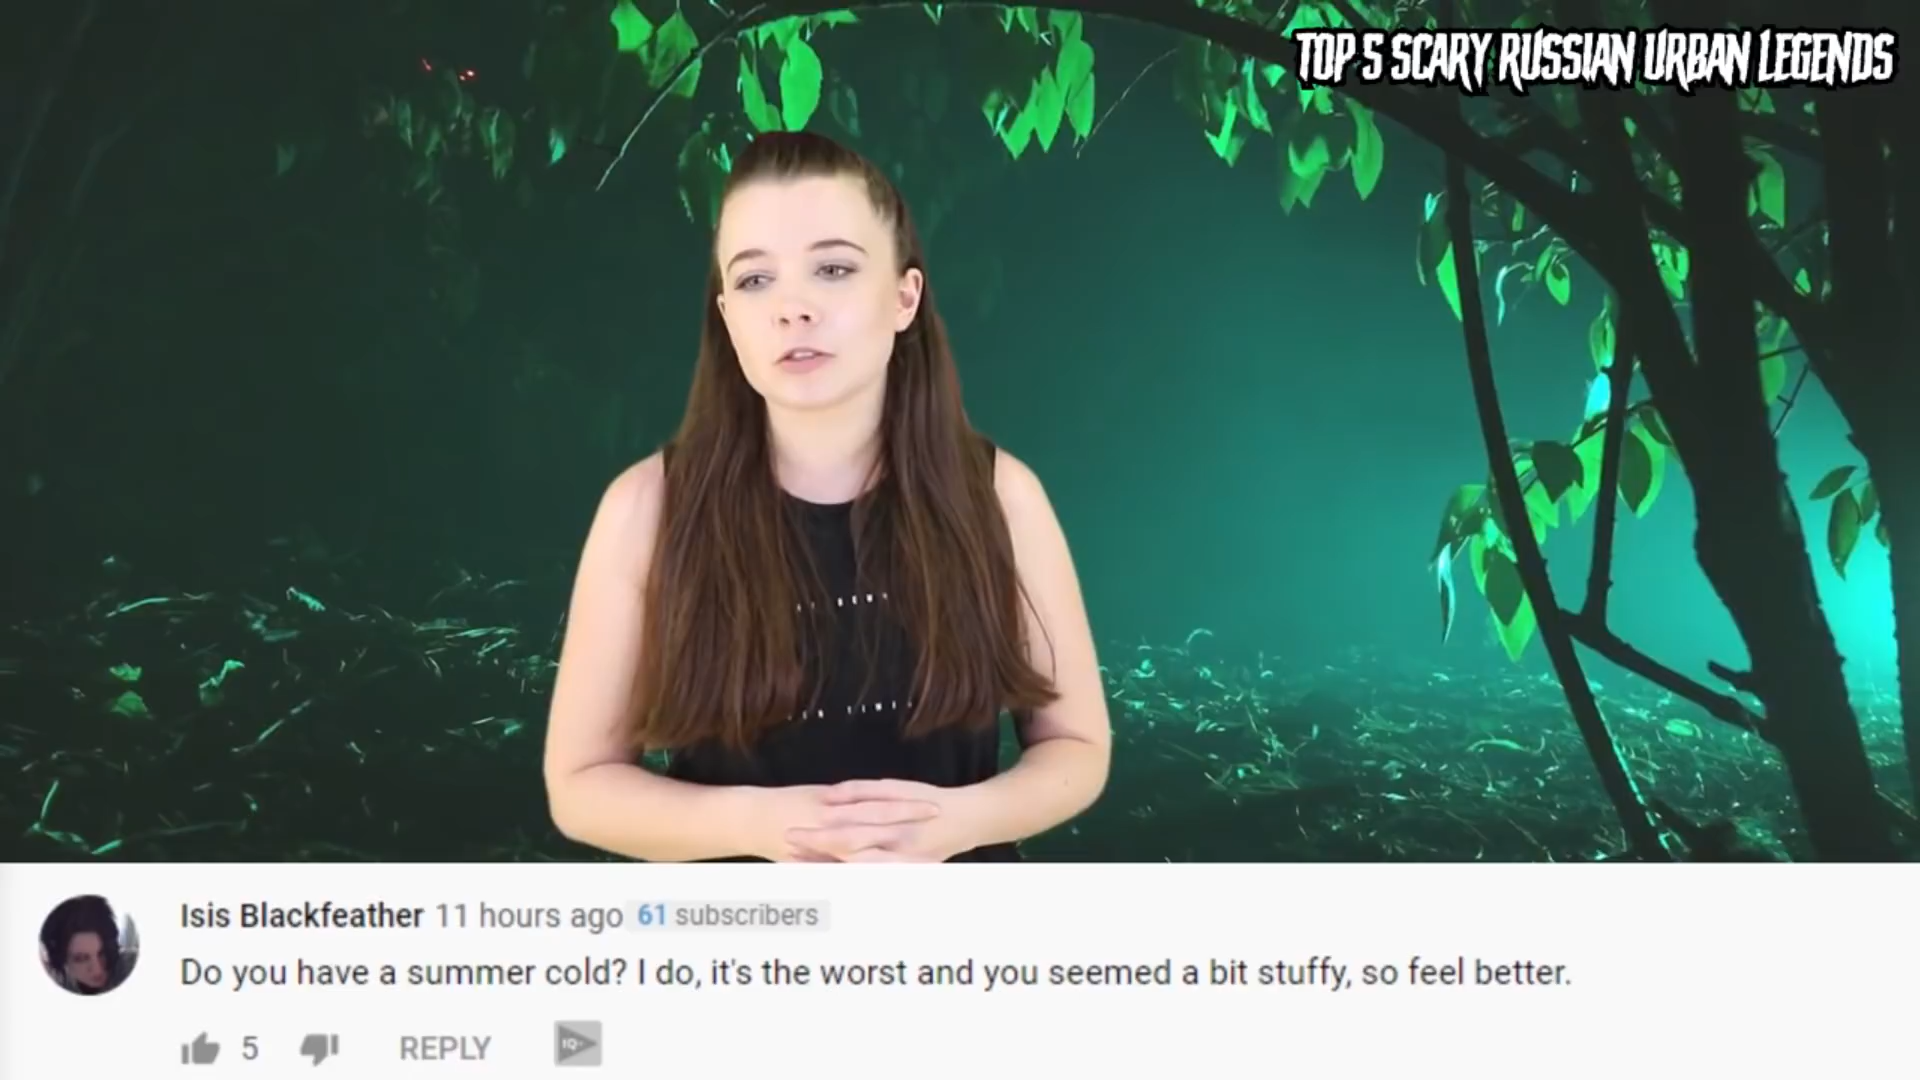 TOP 5 SCARY RUSSIAN URBAN LEGENDS
Isis Blackfeather 11 hours ago 61 subscribers
Do you have a summer cold? I do, it's the worst and you seemed a bit stuffy, so feel better.
5 REPLY
IQ